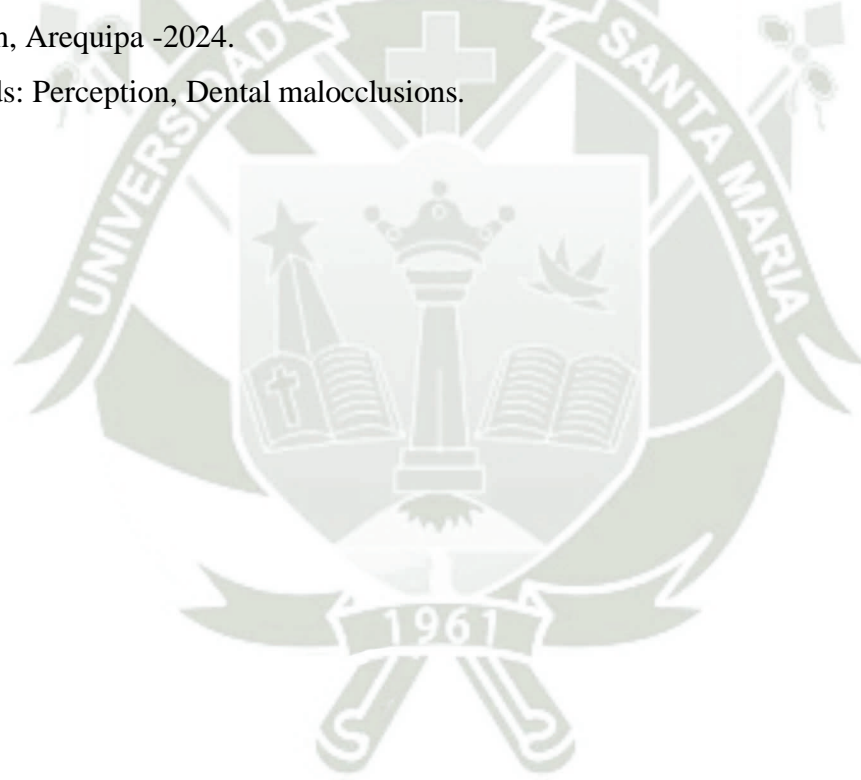 n, Arequipa -2024.
ds: Perception, Dental malocclusions.
UNIVERSIDAD SANTA MARIA
1961